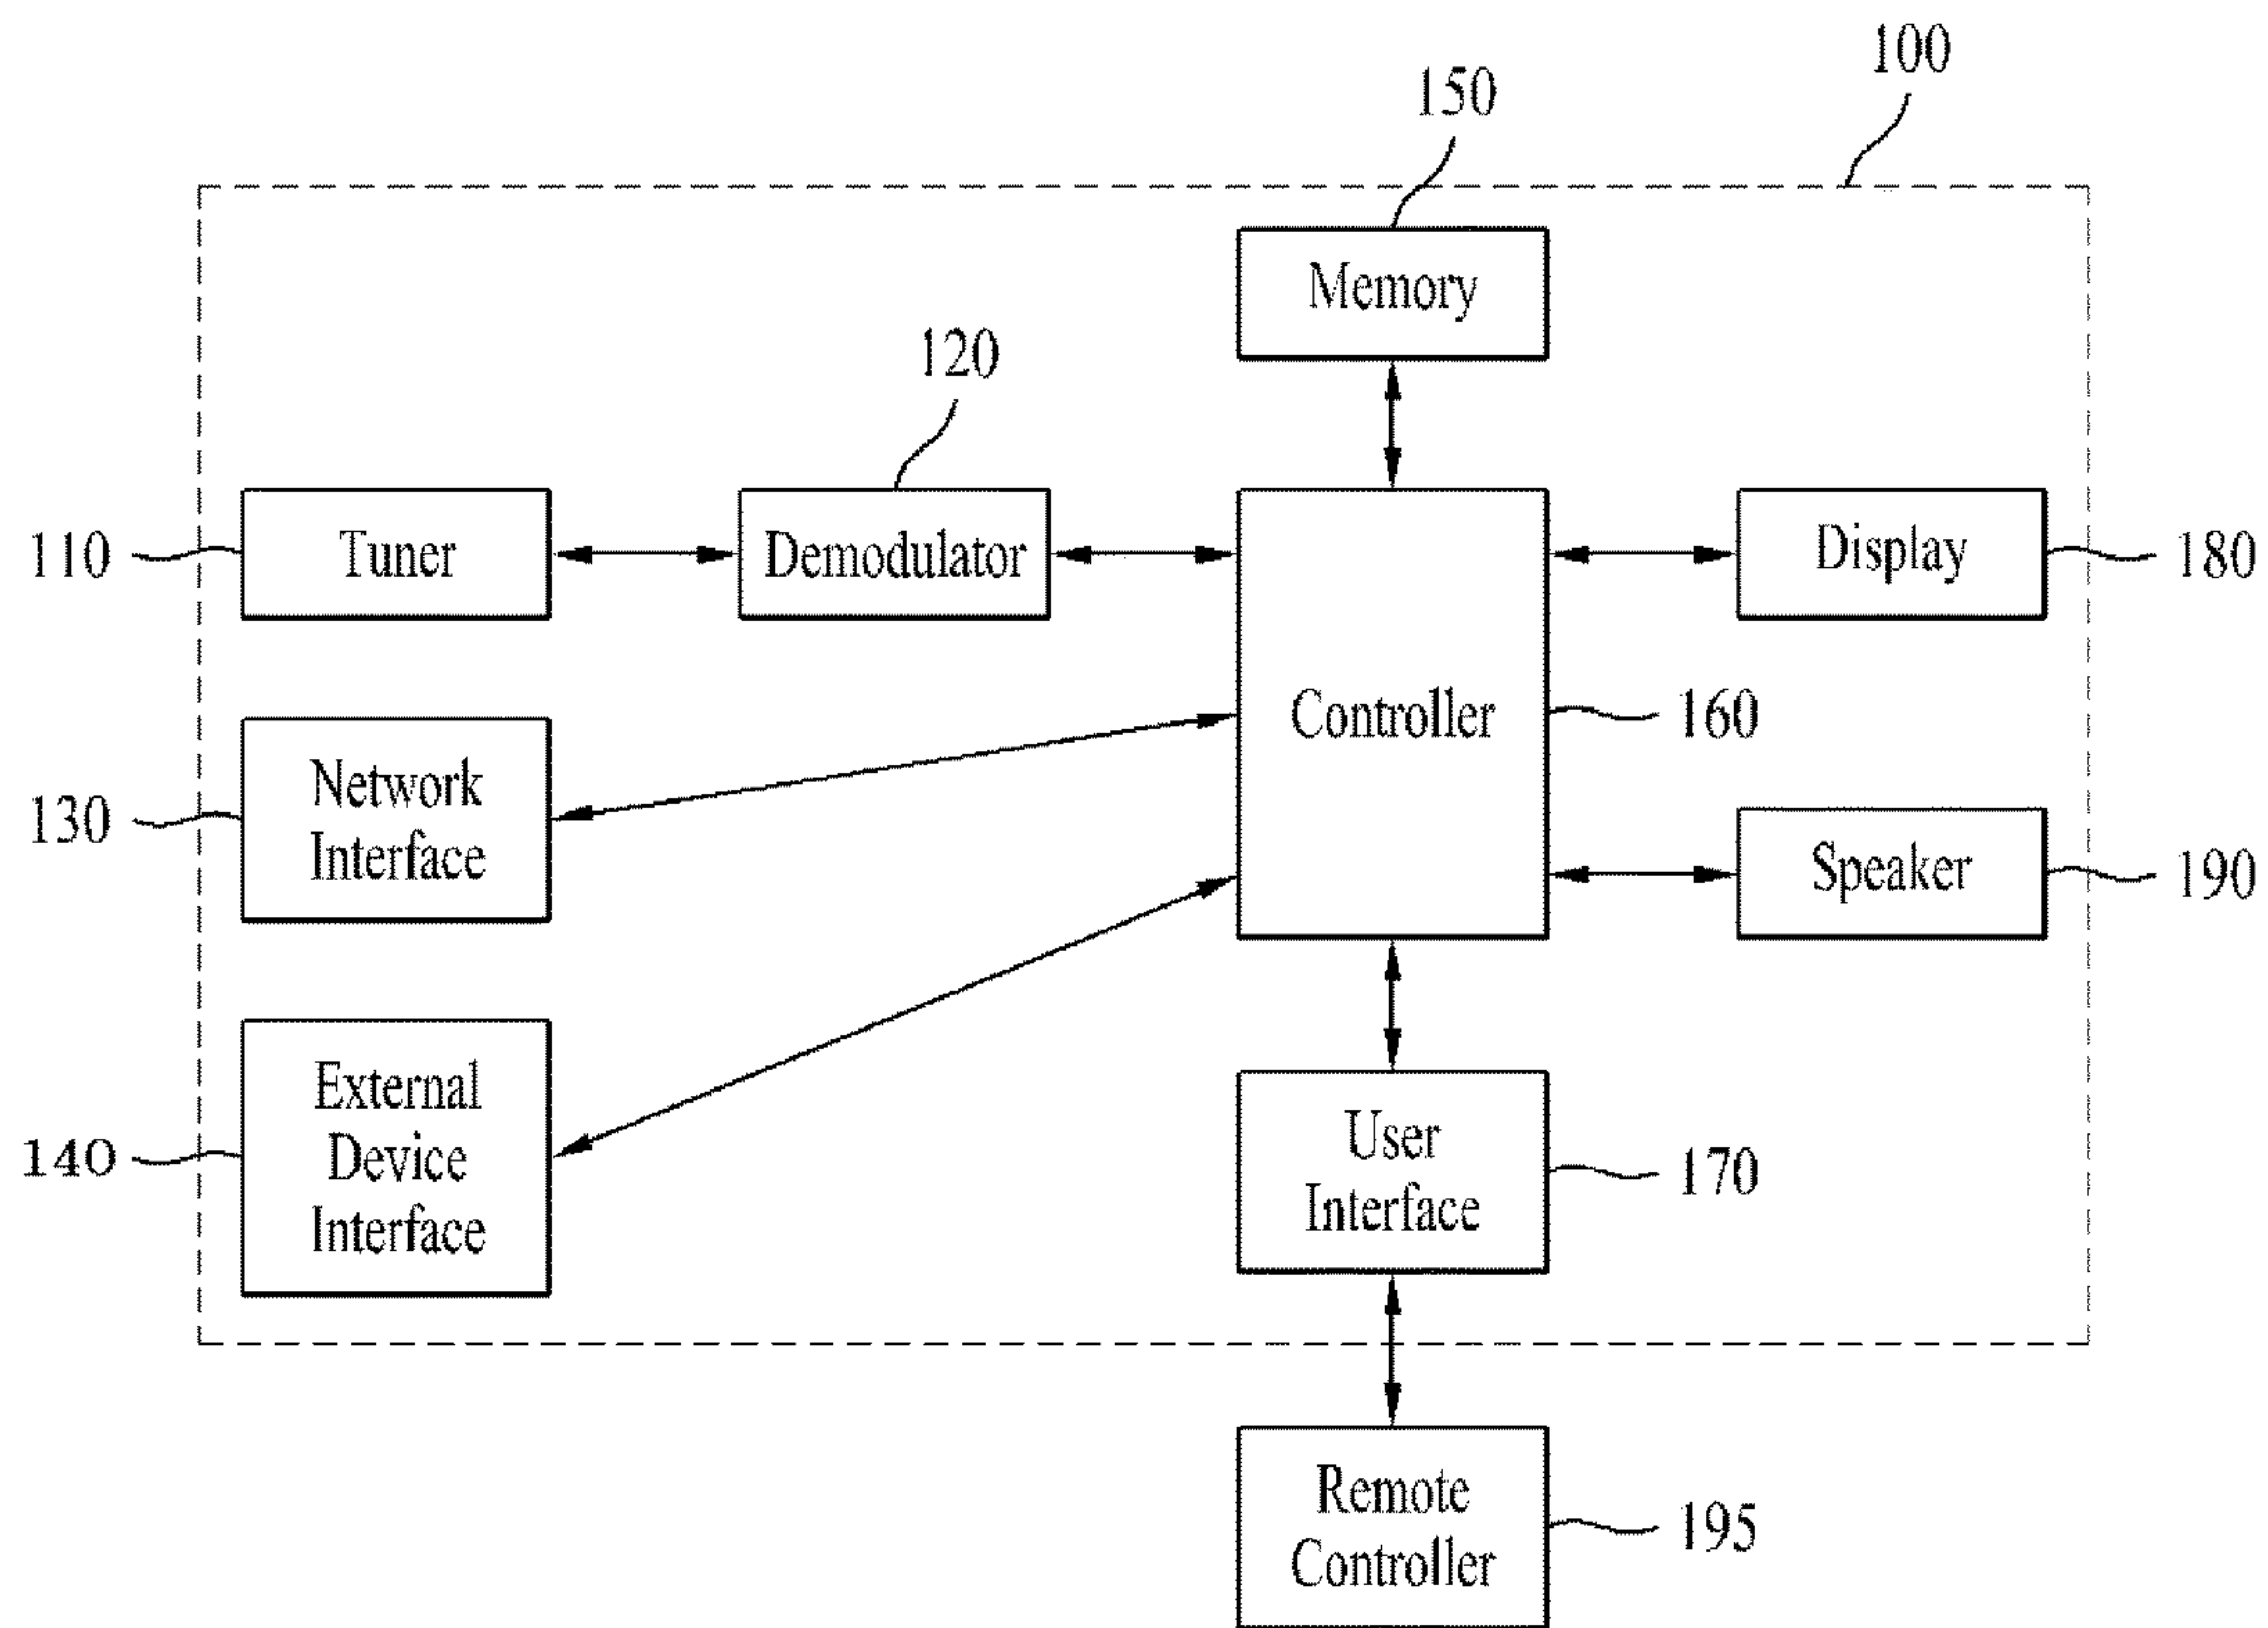 100
150
Memory
120
110
Tuner
Demodulator
Display
180
Controller
160
130
Network
Interface
Speaker
190
140
External
Device
Interface
User
Interface
170
Remote
Controller
195